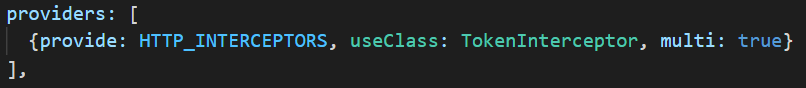 providers: [
  {provide: HTTP_INTERCEPTORS, useClass: TokenInterceptor, multi: true}
],